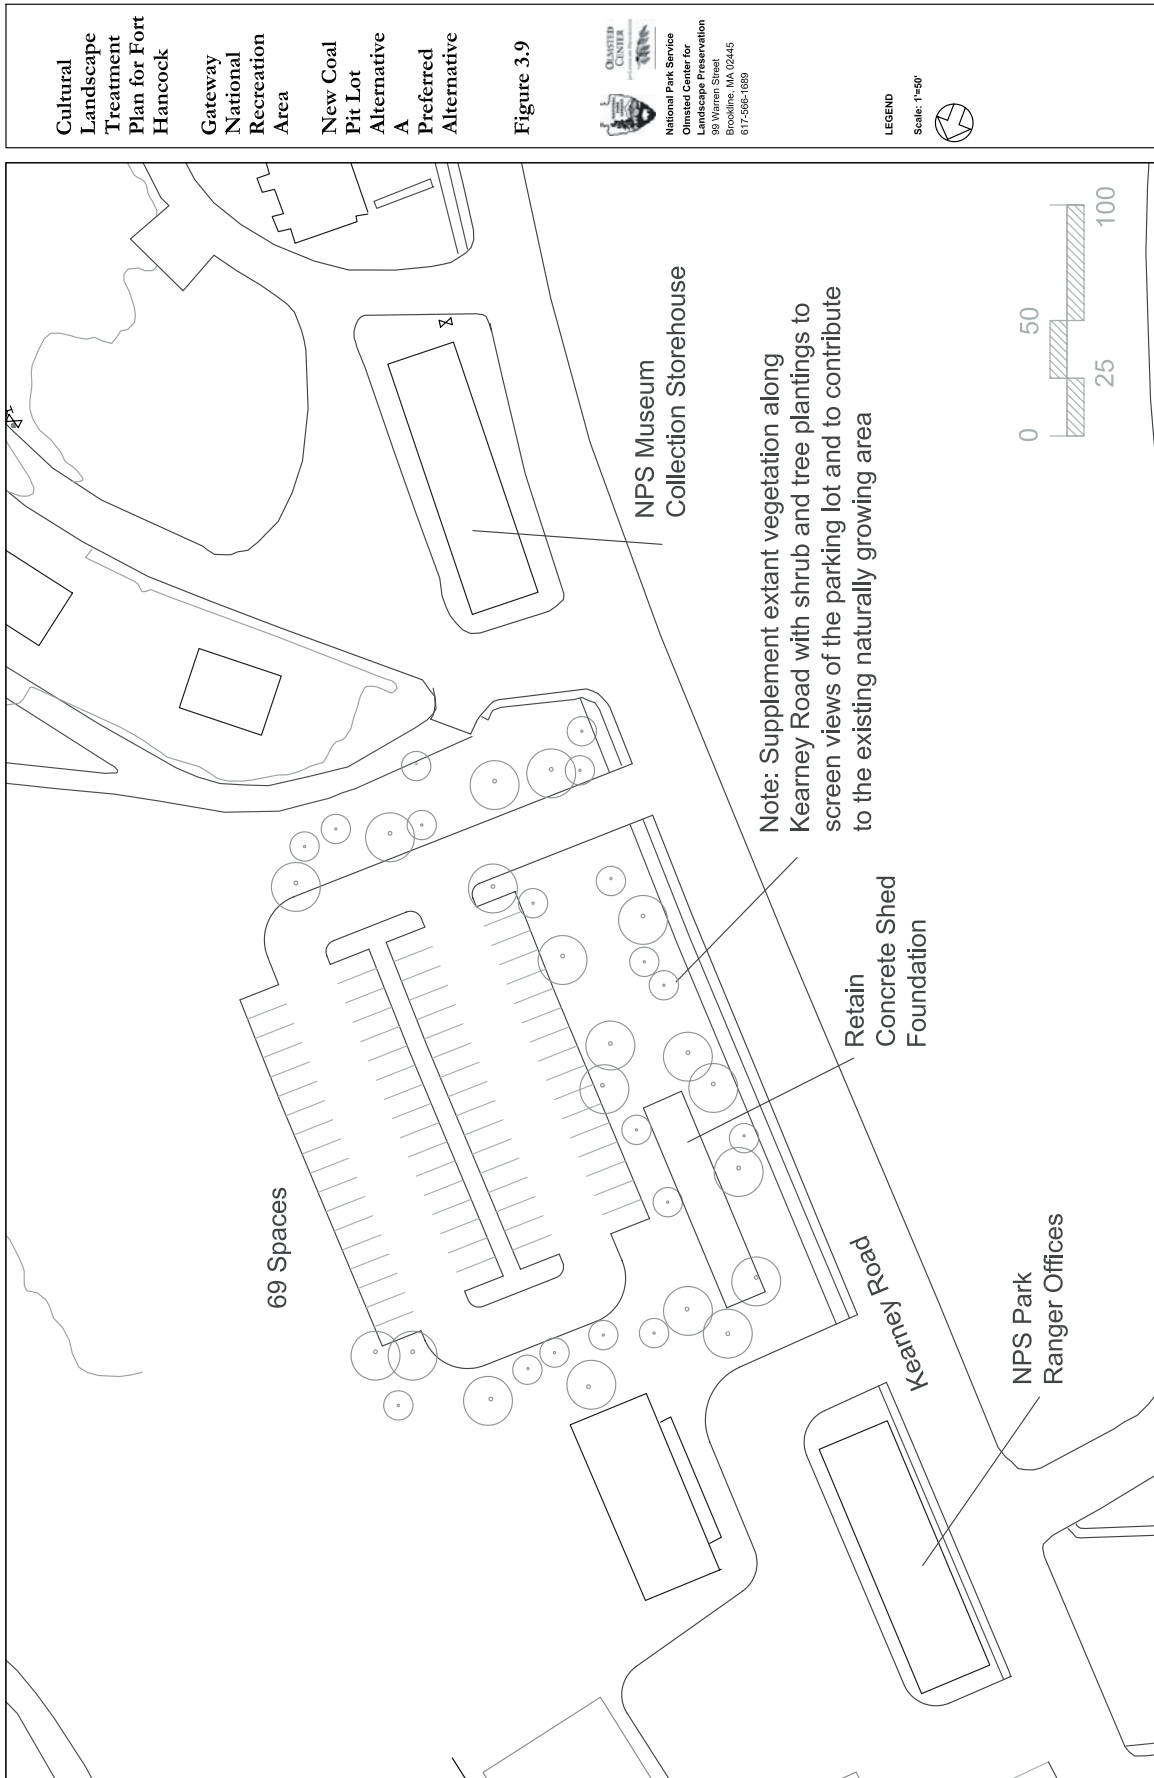 Cultural
Landscape
Treatment
Plan for Fort
Hancock
Gateway
National
Recreation
Area
New Coal
Pit Lot
Alternative
A
Preferred
Alternative
Figure 3.9
OLMSTED
CENTER
National Park Service
Olmsted Center for
Landscape Preservation
99 Warren Street
Brookline, MA 02445
617-566-1689
LEGEND
Scale: 1"=50'
69 Spaces
NPS Museum
Collection Storehouse
Note: Supplement extant vegetation along
Kearney Road with shrub and tree plantings to
screen views of the parking lot and to contribute
to the existing naturally growing area
Retain
Concrete Shed
Foundation
Kearney Road
NPS Park
Ranger Offices
0
50
25
100